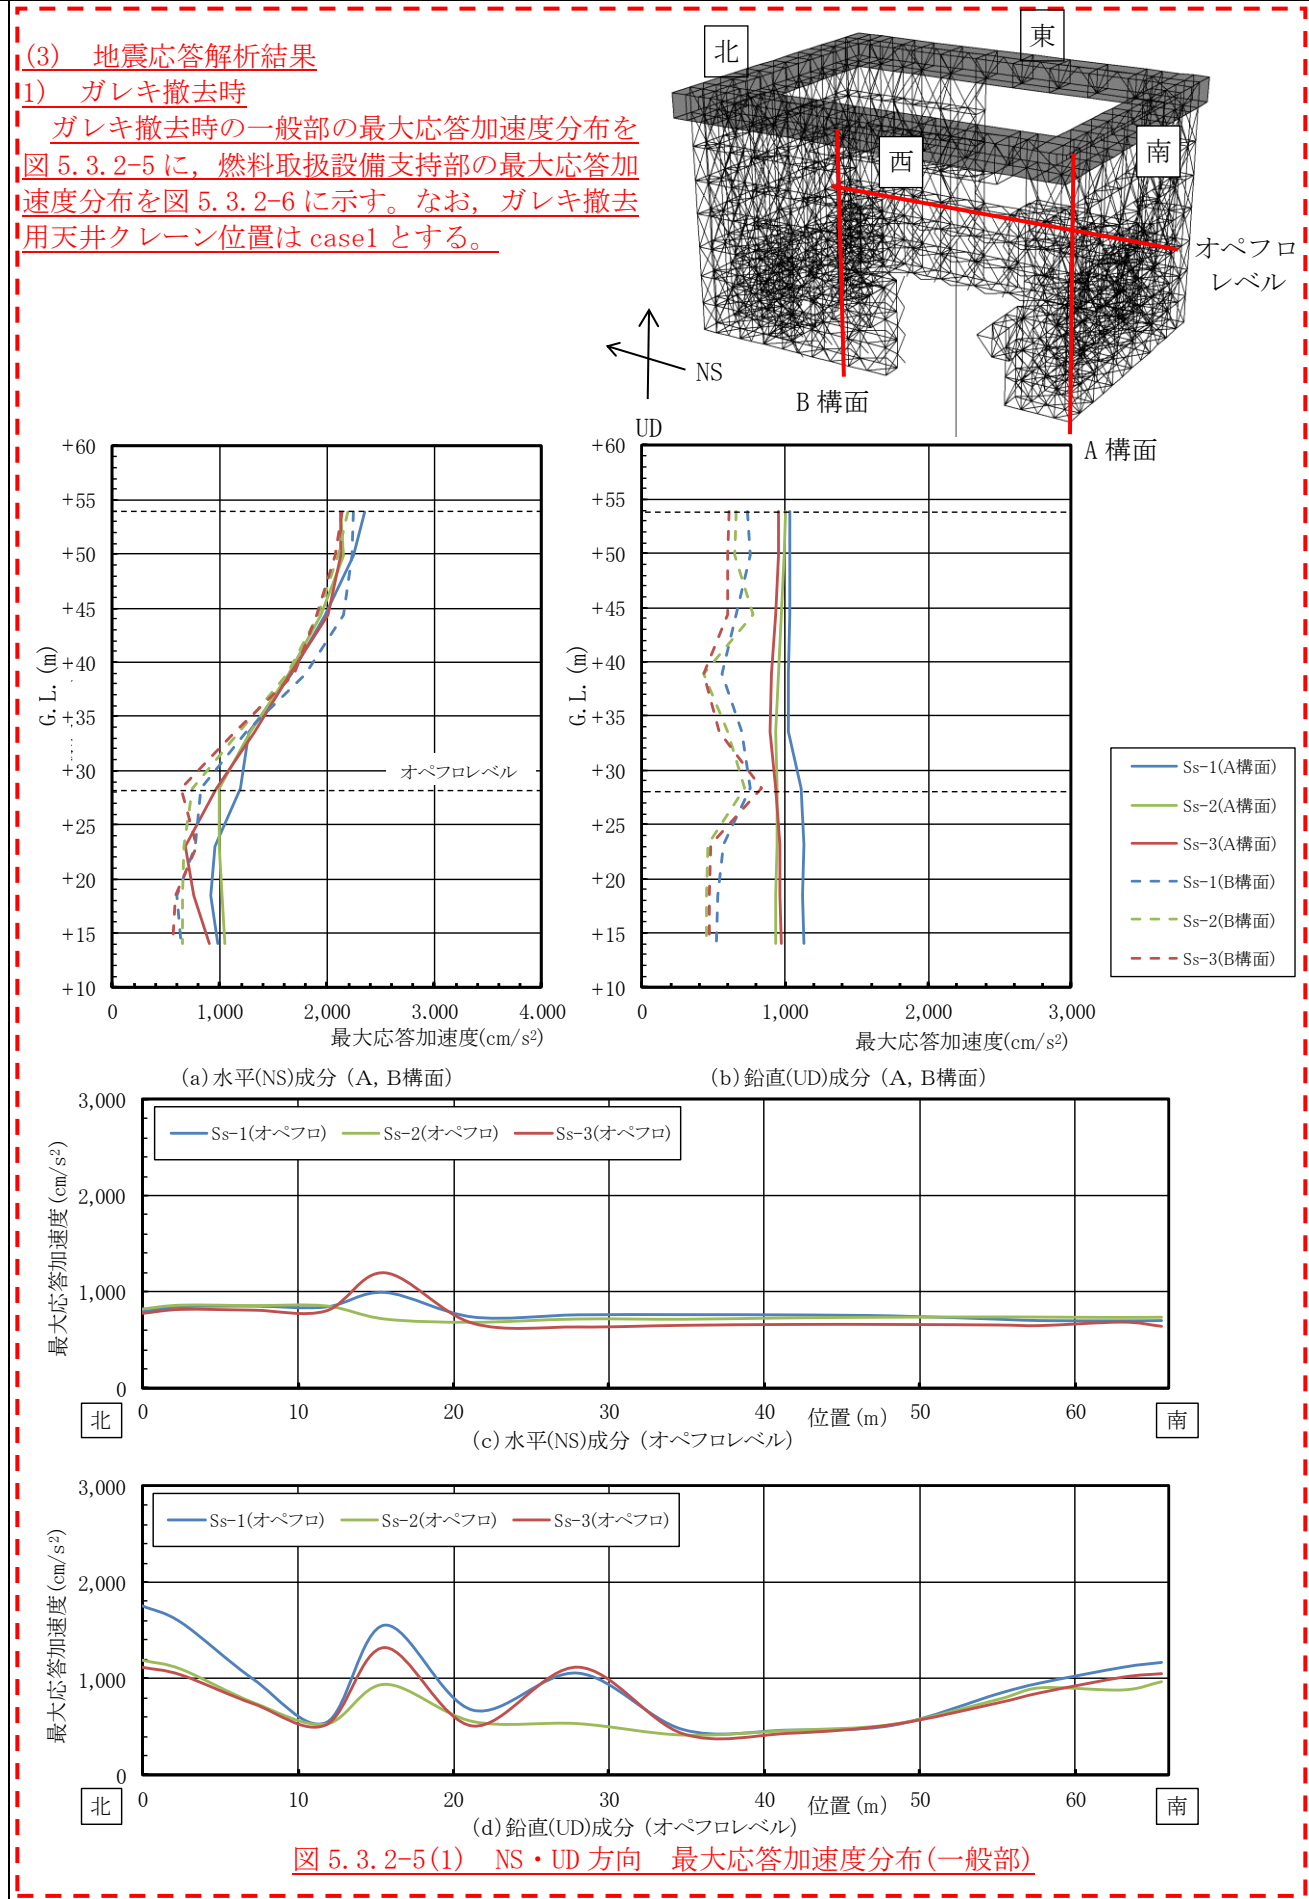 (3)　地震応答解析結果
1)　ガレキ撤去時
ガレキ撤去時の一般部の最大応答加速度分布を
図 5.3.2-5 に，燃料取扱設備支持部の最大応答加
速度分布を図 5.3.2-6 に示す。なお，ガレキ撤去
用天井クレーン位置は case1 とする。
北
東
西
南
オペフロ
レベル
NS
UD
B 構面
A 構面
+60
+55
+50
+45
+40
+35
+30
+25
+20
+15
+10
G.L.(m)
オペフロレベル
0 1,000 2,000 3,000 4,000
最大応答加速度(cm/s²)
(a)水平(NS)成分（A, B構面）
+60
+55
+50
+45
+40
+35
+30
+25
+20
+15
+10
G.L.(m)
0 1,000 2,000 3,000
最大応答加速度(cm/s²)
(b)鉛直(UD)成分（A, B構面）
Ss-1(A構面)
Ss-2(A構面)
Ss-3(A構面)
Ss-1(B構面)
Ss-2(B構面)
Ss-3(B構面)
3,000
2,000
1,000
0
最大応答加速度(cm/s²)
Ss-1(オペフロ) Ss-2(オペフロ) Ss-3(オペフロ)
北
0 10 20 30 40 50 60
位置(m)
南
(c)水平(NS)成分（オペフロレベル）
3,000
2,000
1,000
0
最大応答加速度(cm/s²)
Ss-1(オペフロ) Ss-2(オペフロ) Ss-3(オペフロ)
北
0 10 20 30 40 50 60
位置(m)
南
(d)鉛直(UD)成分（オペフロレベル）
図 5.3.2-5(1)　NS・UD 方向　最大応答加速度分布(一般部)